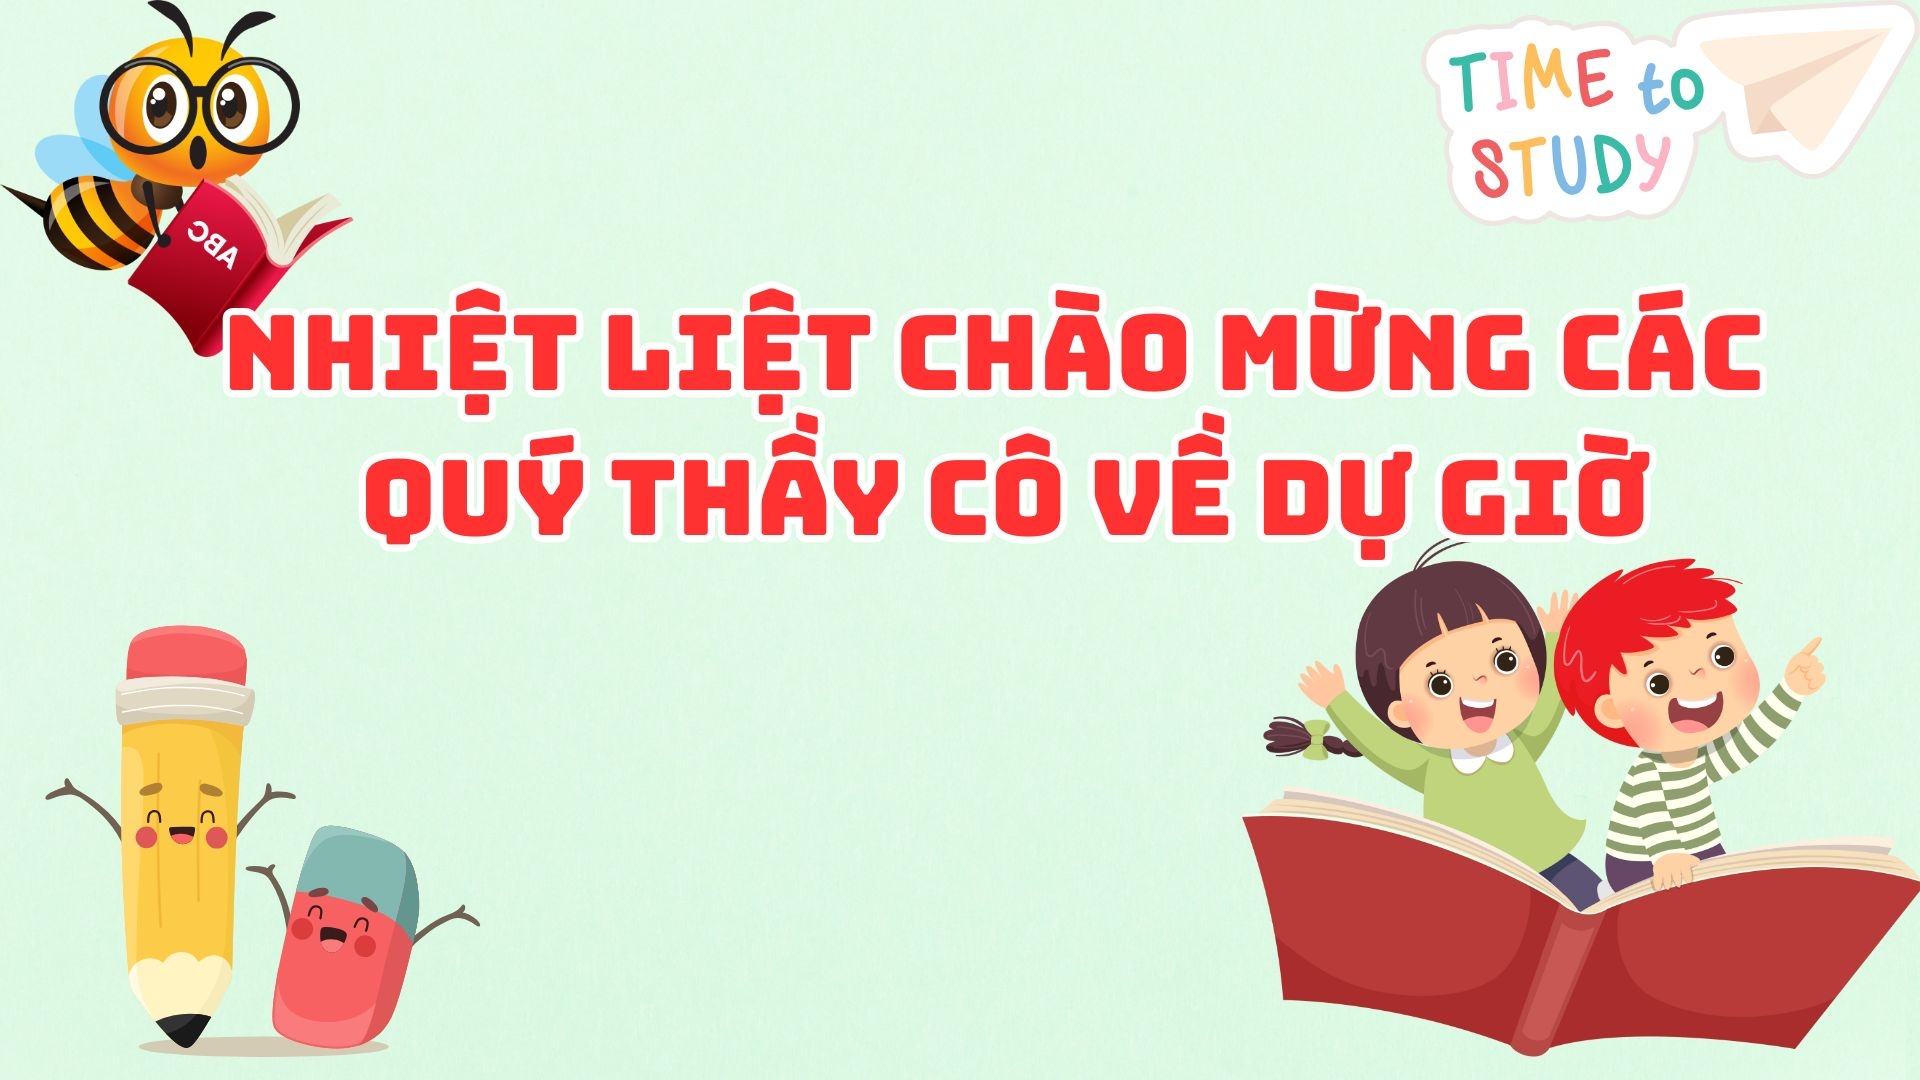 TIME to
STUDY
ABC
NHIỆT LIỆT CHÀO MỪNG CÁC
QUÝ THẦY CÔ VỀ DỰ GIỜ